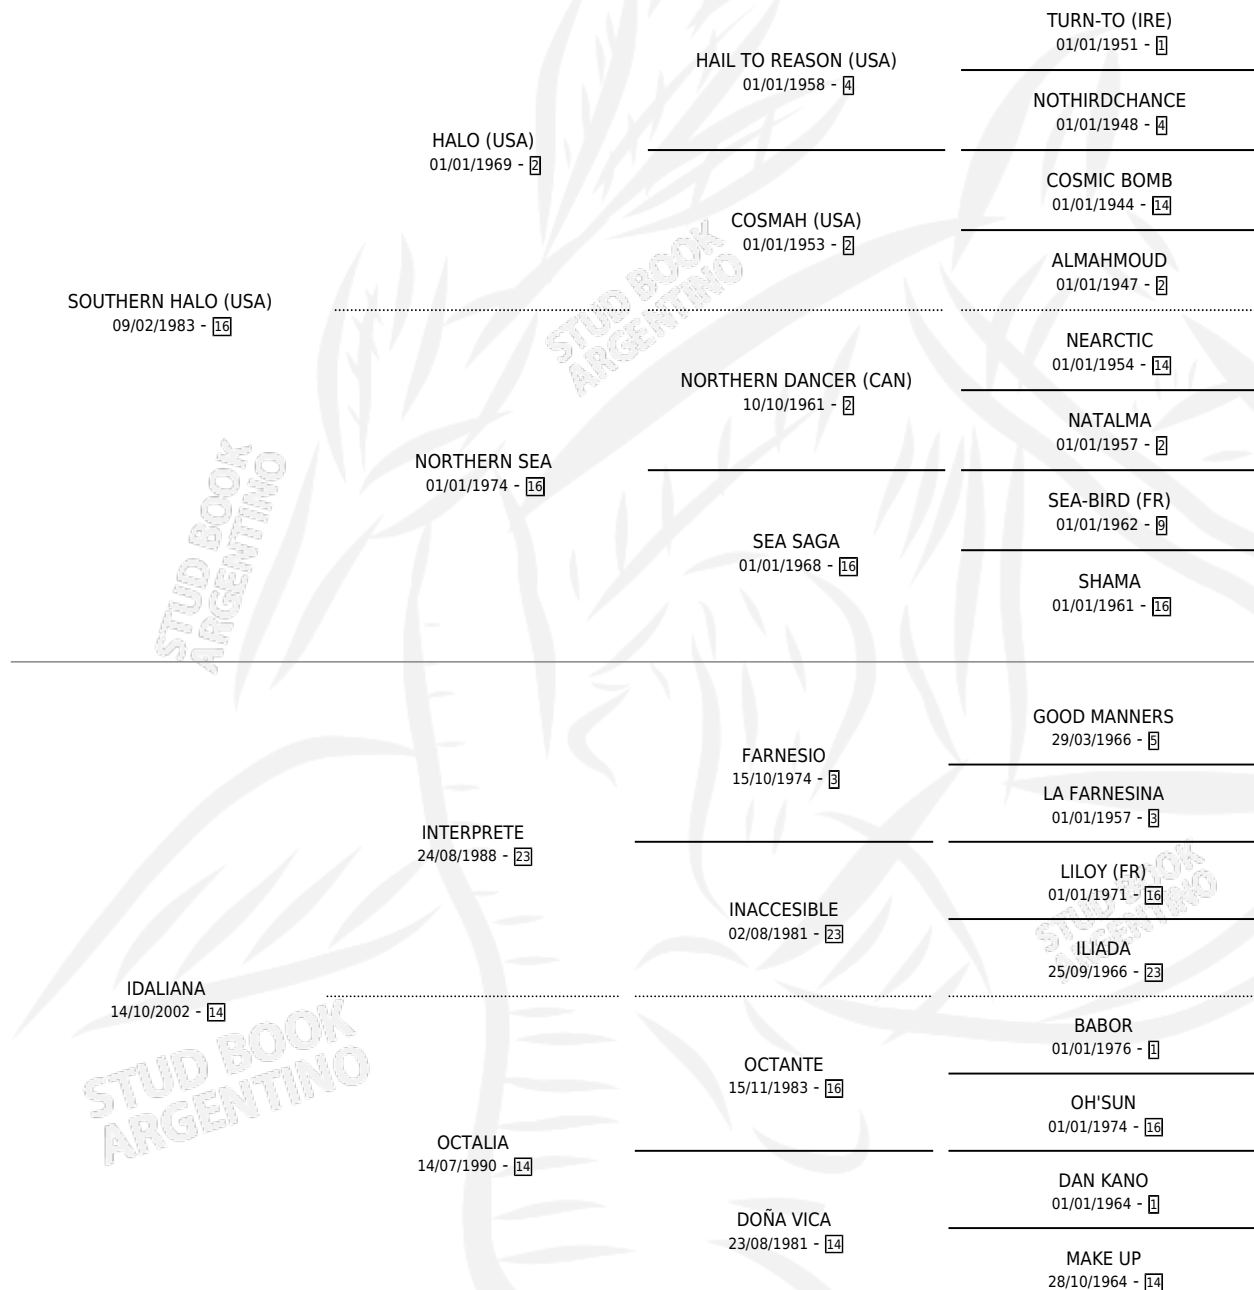 TURN-TO (IRE)
01/01/1951 - 1
HAIL TO REASON (USA)
01/01/1958 - 4
NOTHIRDCHANCE
01/01/1948 - 4
HALO (USA)
01/01/1969 - 2
COSMIC BOMB
01/01/1944 - 14
COSMAH (USA)
01/01/1953 - 2
ALMAHMOUD
01/01/1947 - 2
SOUTHERN HALO (USA)
09/02/1983 - 16
NEARCTIC
01/01/1954 - 14
NORTHERN DANCER (CAN)
10/10/1961 - 2
NATALMA
01/01/1957 - 2
NORTHERN SEA
01/01/1974 - 16
SEA-BIRD (FR)
01/01/1962 - 9
SEA SAGA
01/01/1968 - 16
SHAMA
01/01/1961 - 16
GOOD MANNERS
29/03/1966 - 5
FARNESIO
15/10/1974 - 3
LA FARNESINA
01/01/1957 - 3
INTERPRETE
24/08/1988 - 23
LILOY (FR)
01/01/1971 - 16
INACCESIBLE
02/08/1981 - 23
ILIADA
25/09/1966 - 23
IDALIANA
14/10/2002 - 14
BABOR
01/01/1976 - 1
OCTANTE
15/11/1983 - 16
OH'SUN
01/01/1974 - 16
OCTALIA
14/07/1990 - 14
DAN KANO
01/01/1964 - 1
DOÑA VICA
23/08/1981 - 14
MAKE UP
28/10/1964 - 14
STUD BOOK
ARGENTINO
STUD BOOK
ARGENTINO
STUD BOOK
ARGENTINO
STUD BOOK
ARGENTINO